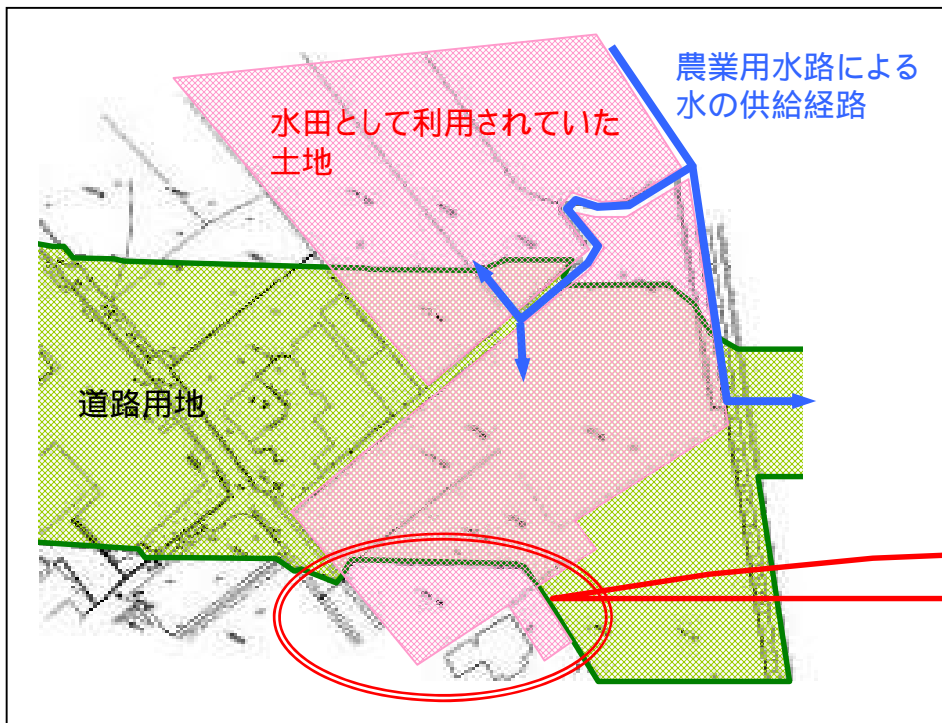 農業用水路による
水の供給経路
水田として利用されていた
土地
道路用地